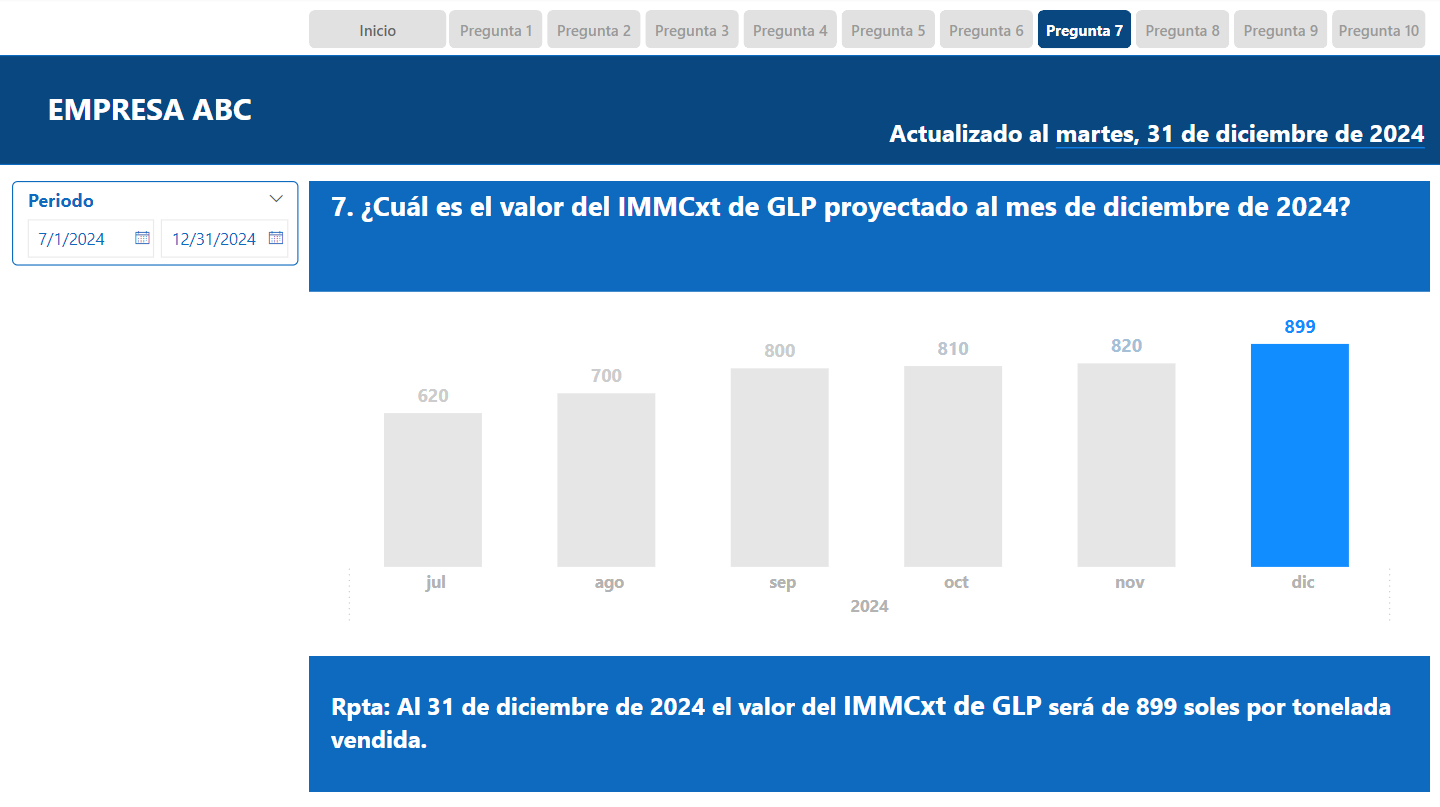 Inicio
Pregunta 1
Pregunta 2
Pregunta 3
Pregunta 4
Pregunta 5
Pregunta 6
Pregunta 7
Pregunta 8
Pregunta 9
Pregunta 10
EMPRESA ABC
Actualizado al martes, 31 de diciembre de 2024
Periodo
7/1/2024
12/31/2024
7. ¿Cuál es el valor del IMMCxt de GLP proyectado al mes de diciembre de 2024?
620
700
800
810
820
899
jul
ago
sep
oct
nov
dic
2024
Rpta: Al 31 de diciembre de 2024 el valor del IMMCxt de GLP será de 899 soles por tonelada
vendida.